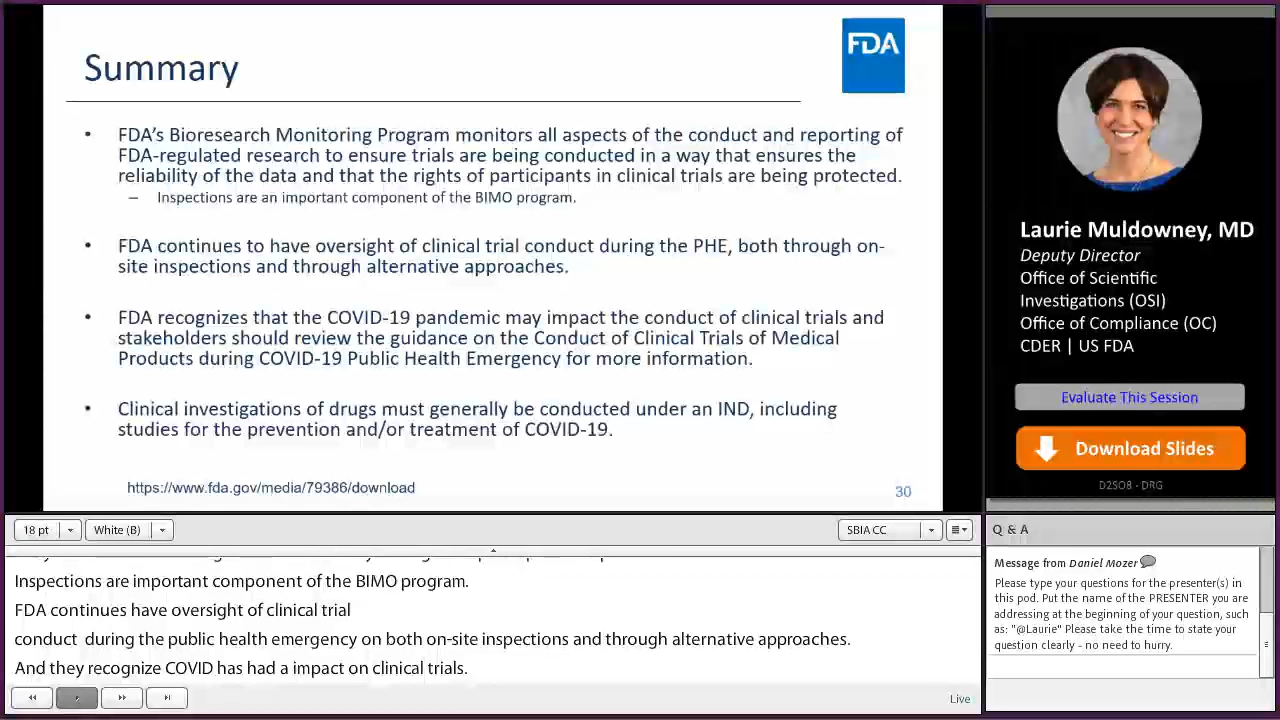 Summary
FDA
• FDA's Bioresearch Monitoring Program monitors all aspects of the conduct and reporting of
FDA-regulated research to ensure trials are being conducted in a way that ensures the
reliability of the data and that the rights of participants in clinical trials are being protected.
– Inspections are an important component of the BIMO program.
• FDA continues to have oversight of clinical trial conduct during the PHE, both through on-
site inspections and through alternative approaches.
• FDA recognizes that the COVID-19 pandemic may impact the conduct of clinical trials and
stakeholders should review the guidance on the Conduct of Clinical Trials of Medical
Products during COVID-19 Public Health Emergency for more information.
• Clinical investigations of drugs must generally be conducted under an IND, including
studies for the prevention and/or treatment of COVID-19.
https://www.fda.gov/media/79386/download
30
Laurie Muldowney, MD
Deputy Director
Office of Scientific
Investigations (OSI)
Office of Compliance (OC)
CDER | US FDA
Evaluate This Session
Download Slides
D2S08 - DRG
18 pt
White (B)
SBIA CC
Inspections are important component of the BIMO program.
FDA continues have oversight of clinical trial
conduct during the public health emergency on both on-site inspections and through alternative approaches.
And they recognize COVID has had a impact on clinical trials.
Live
Q & A
Message from Daniel Mozer
Please type your questions for the presenter(s) in
this pod. Put the name of the PRESENTER you are
addressing at the beginning of your question, such
as: "@Laurie" Please take the time to state your
question clearly - no need to hurry.